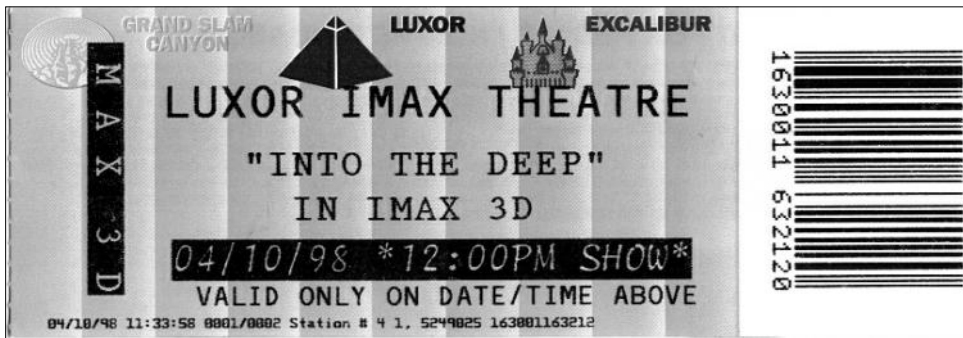 GRAND SLAM CANYON
LUXOR
EXCALIBUR
MAX 3D
LUXOR IMAX THEATRE
"INTO THE DEEP"
IN IMAX 3D
04/10/98 *12:00PM SHOW*
VALID ONLY ON DATE/TIME ABOVE
04/10/98 11:33:58 0001/0002 Station # 4 1, 5249025 163001163212
1630011 632120